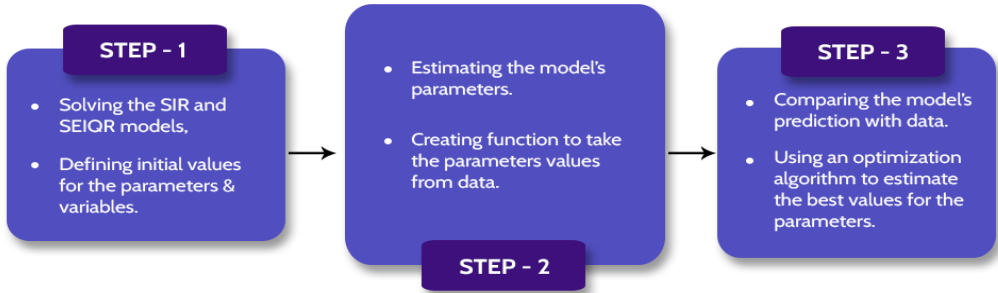 STEP - 1
• Solving the SIR and
SEIQR models,
• Defining initial values
for the parameters &
variables.
• Estimating the model's
parameters.
• Creating function to take
the parameters values
from data.
STEP - 2
STEP - 3
• Comparing the model's
prediction with data.
• Using an optimization
algorithm to estimate
the best values for the
parameters.